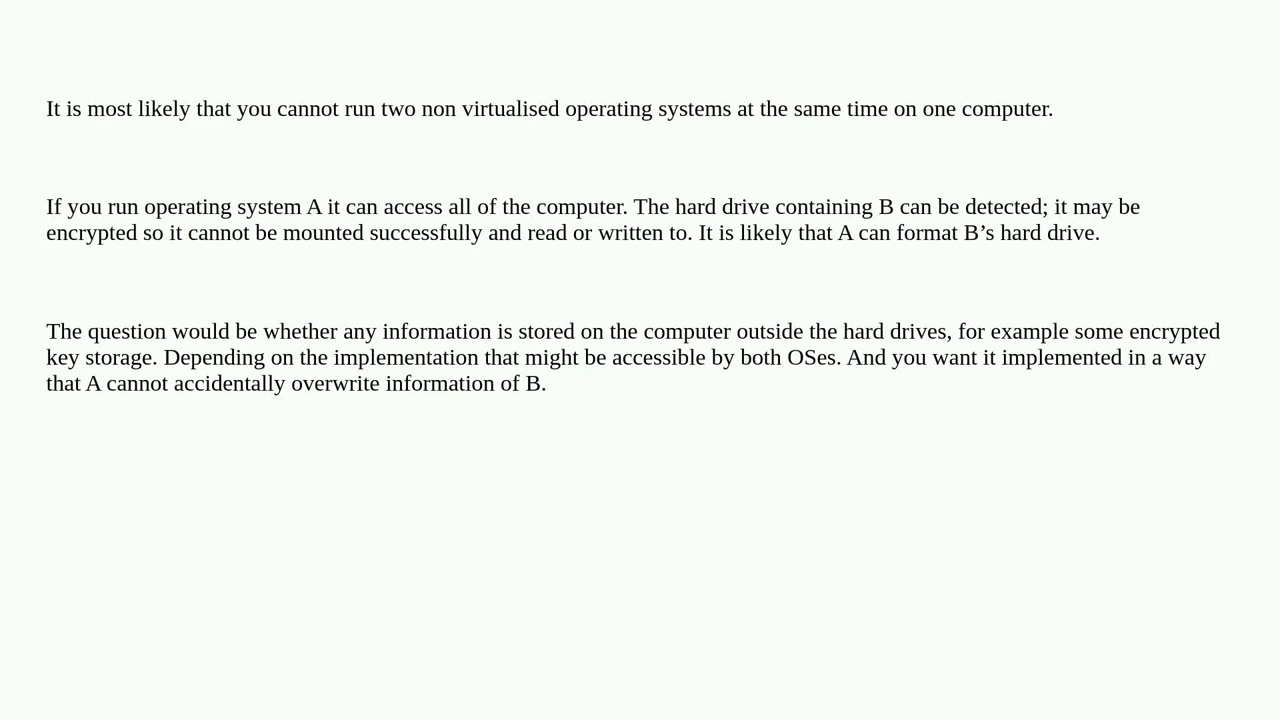 It is most likely that you cannot run two non virtualised operating systems at the same time on one computer.
If you run operating system A it can access all of the computer. The hard drive containing B can be detected; it may be
encrypted so it cannot be mounted successfully and read or written to. It is likely that A can format B’s hard drive.
The question would be whether any information is stored on the computer outside the hard drives, for example some encrypted
key storage. Depending on the implementation that might be accessible by both OSes. And you want it implemented in a way
that A cannot accidentally overwrite information of B.